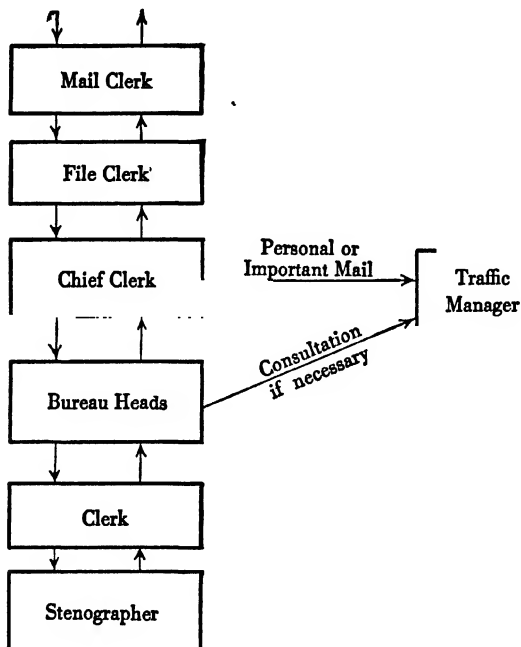 Mail Clerk
File Clerk
Chief Clerk
Personal or
Important Mail
Traffic
Manager
Consultation
if necessary
Bureau Heads
Clerk
Stenographer